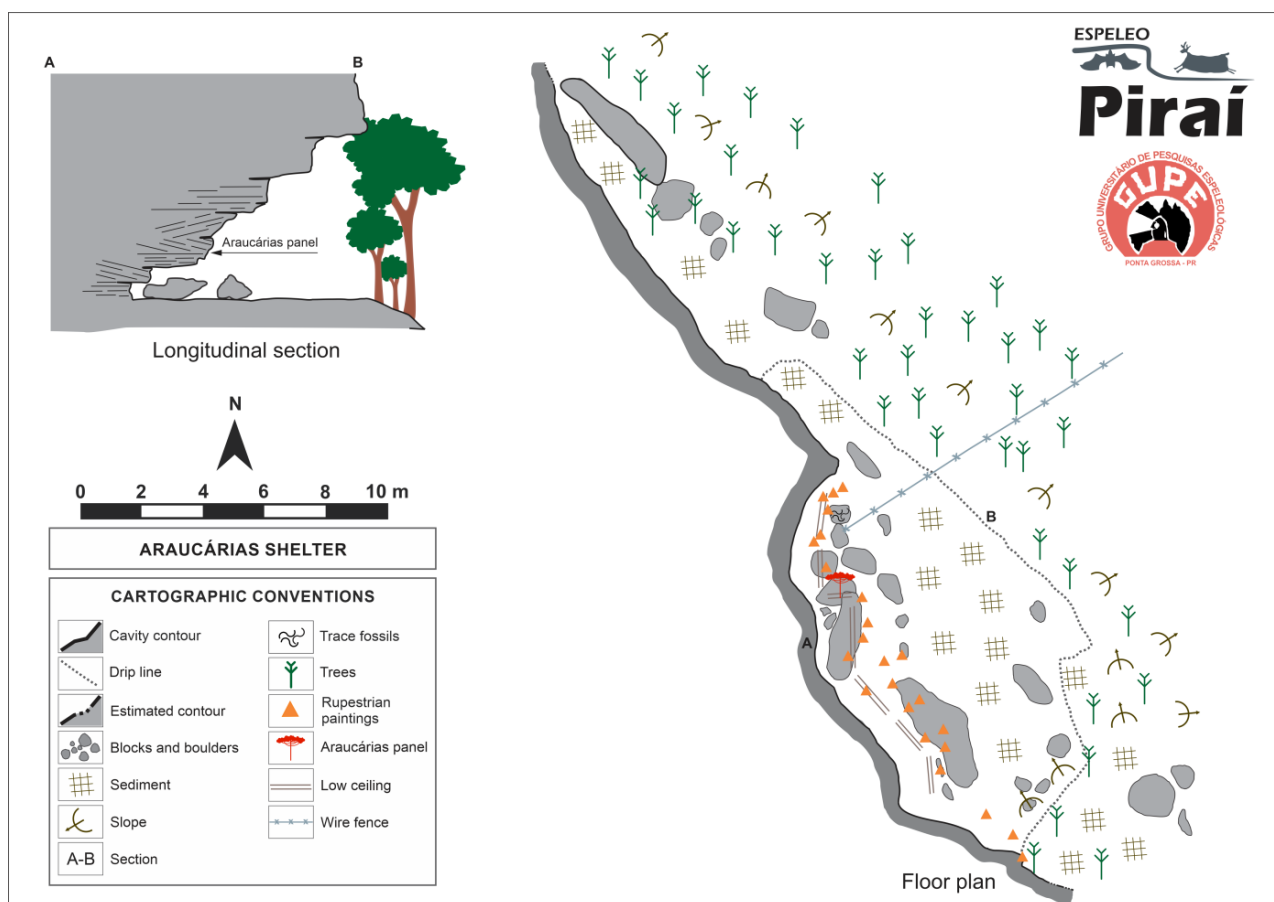 A
B
Araucárias panel
Longitudinal section
N
0 2 4 6 8 10 m
ARAUCÁRIAS SHELTER
CARTOGRAPHIC CONVENTIONS
Cavity contour
Drip line
Estimated contour
Blocks and boulders
Sediment
Slope
A-B
Section
Trace fossils
Trees
Rupestrian
paintings
Araucárias panel
Low ceiling
Wire fence
A
B
Floor plan
ESPELEO
Piraí
GRUPO UNIVERSITÁRIO DE PESQUISAS ESPELEOLÓGICAS
GUPE
PONTA GROSSA - PR